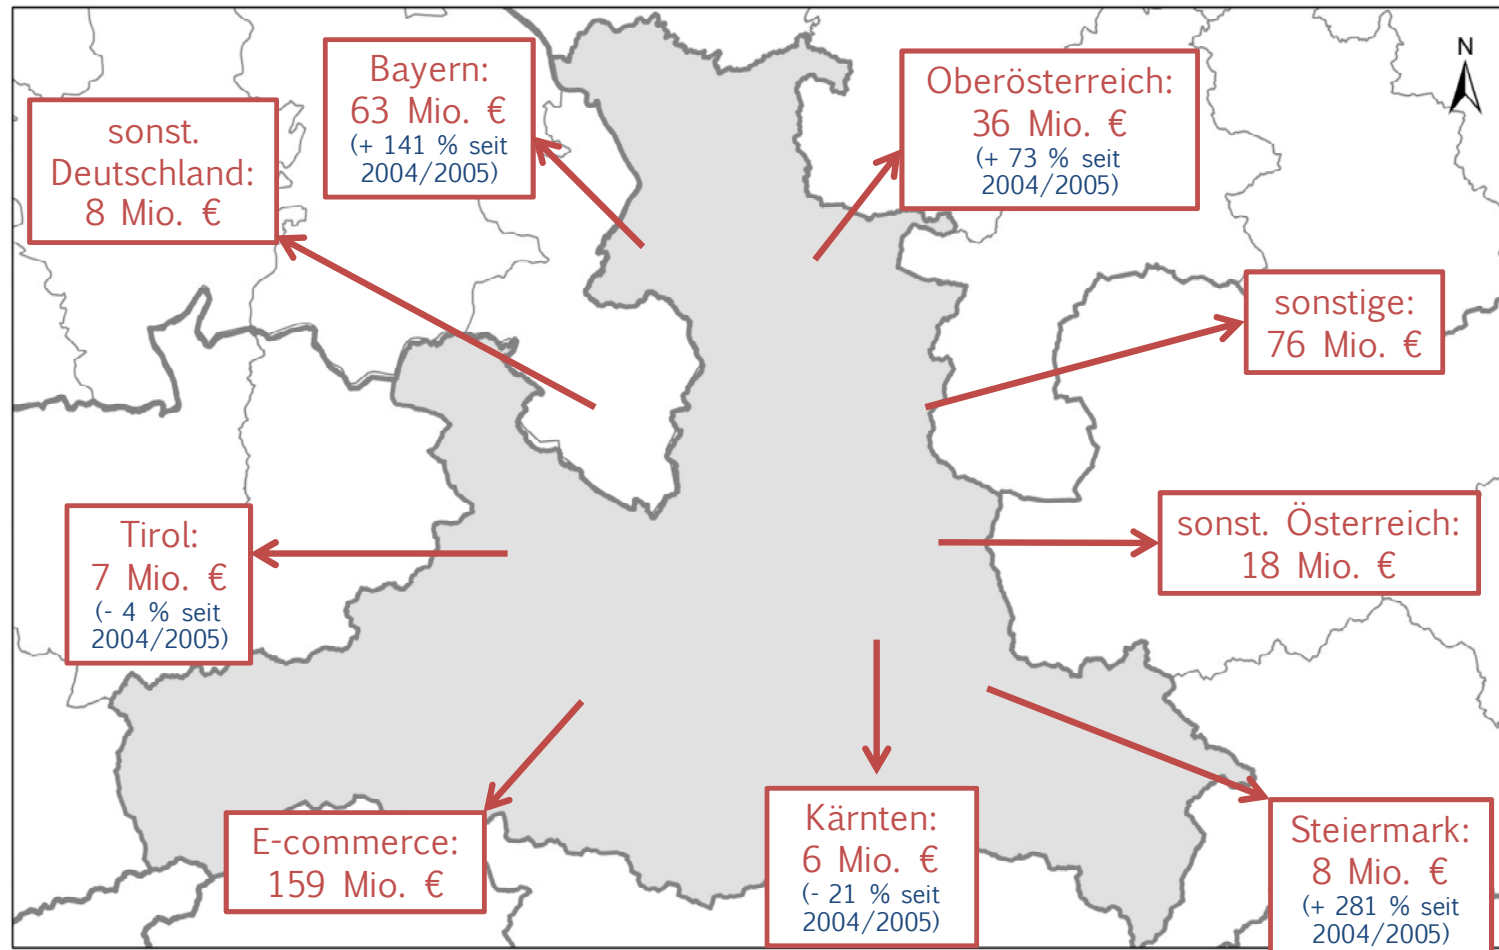 N
Bayern:
63 Mio. €
(+ 141 % seit
2004/2005)
Oberösterreich:
36 Mio. €
(+ 73 % seit
2004/2005)
sonst.
Deutschland:
8 Mio. €
sonstige:
76 Mio. €
Tirol:
7 Mio. €
(- 4 % seit
2004/2005)
sonst. Österreich:
18 Mio. €
E-commerce:
159 Mio. €
Kärnten:
6 Mio. €
(- 21 % seit
2004/2005)
Steiermark:
8 Mio. €
(+ 281 % seit
2004/2005)